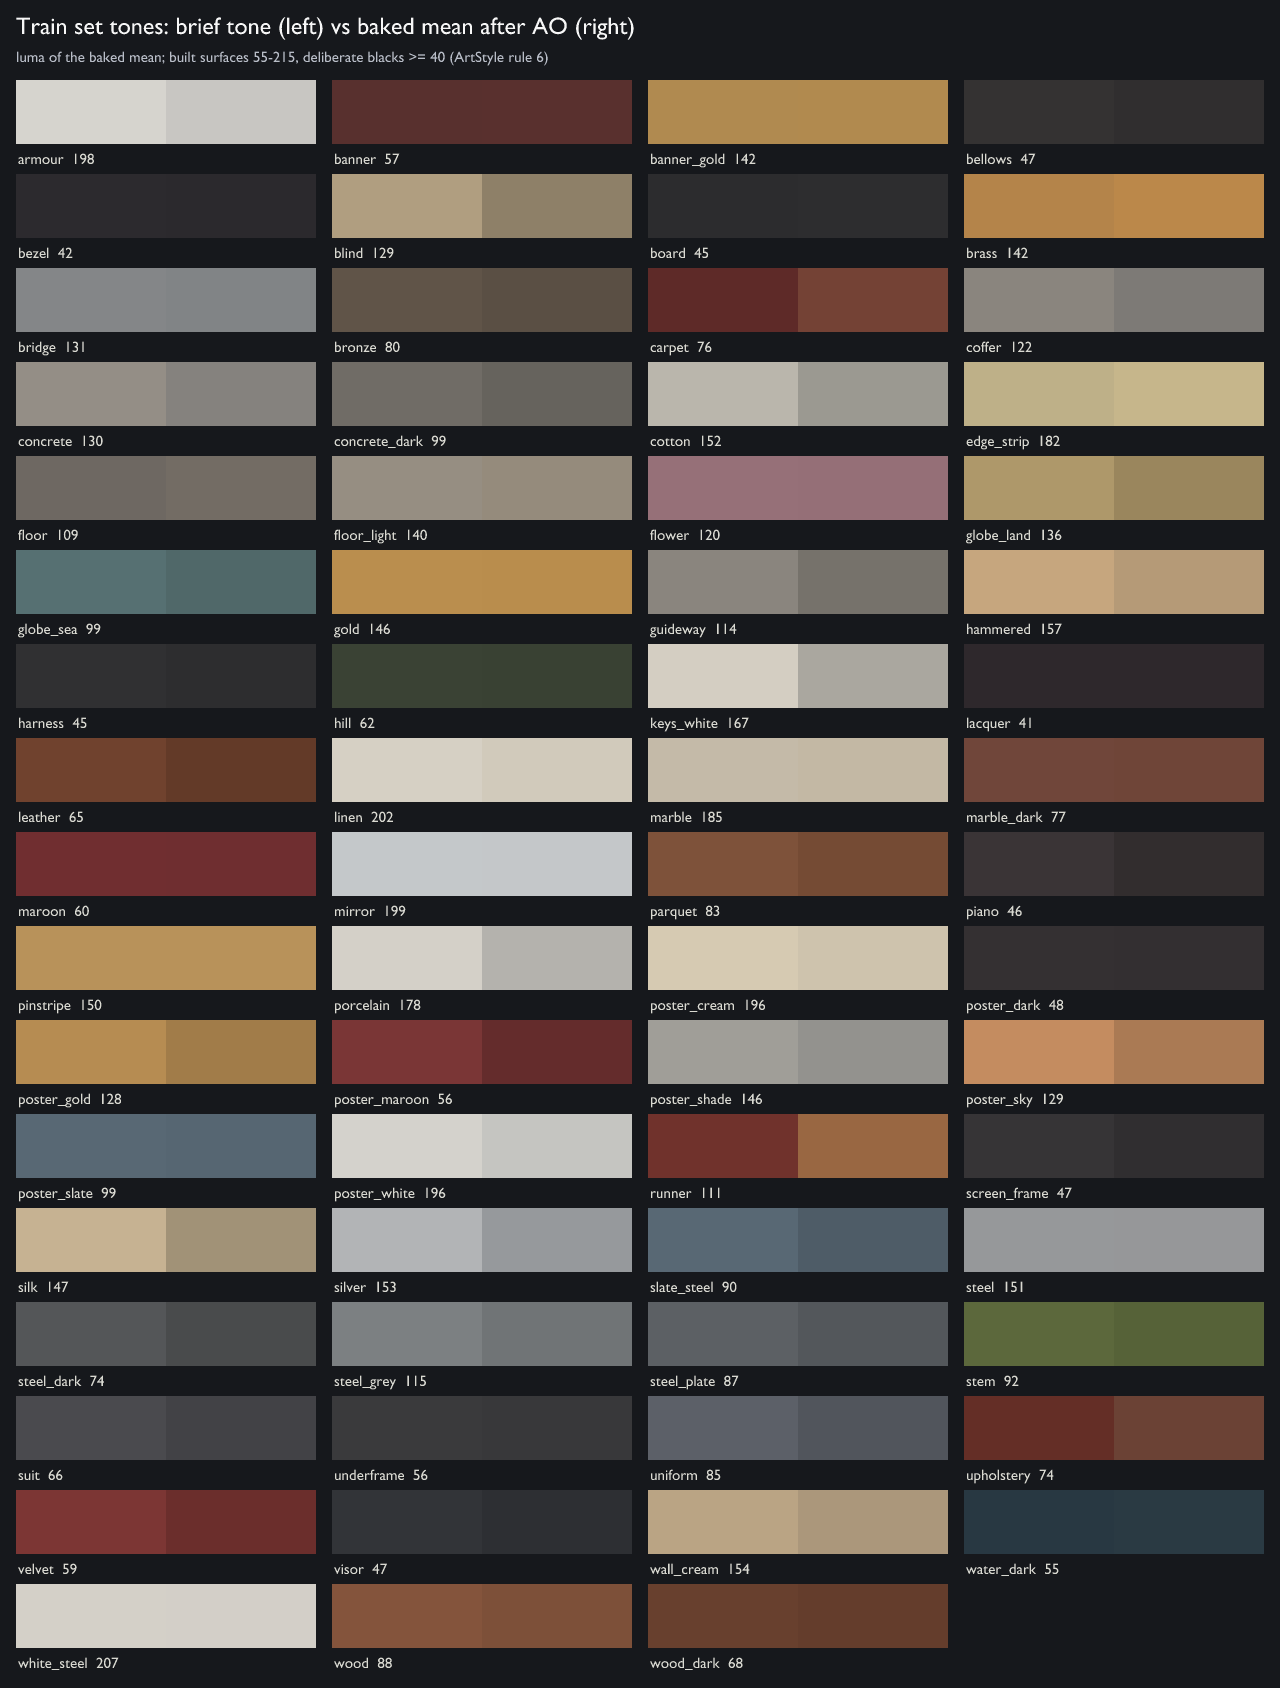 Train set tones: brief tone (left) vs baked mean after AO (right)
luma of the baked mean; built surfaces 55-215, deliberate blacks >= 40 (ArtStyle rule 6)
armour 198
banner 57
banner_gold 142
bellows 47
bezel 42
blind 129
board 45
brass 142
bridge 131
bronze 80
carpet 76
coffer 122
concrete 130
concrete_dark 99
cotton 152
edge_strip 182
floor 109
floor_light 140
flower 120
globe_land 136
globe_sea 99
gold 146
guideway 114
hammered 157
harness 45
hill 62
keys_white 167
lacquer 41
leather 65
linen 202
marble 185
marble_dark 77
maroon 60
mirror 199
parquet 83
piano 46
pinstripe 150
porcelain 178
poster_cream 196
poster_dark 48
poster_gold 128
poster_maroon 56
poster_shade 146
poster_sky 129
poster_slate 99
poster_white 196
runner 111
screen_frame 47
silk 147
silver 153
slate_steel 90
steel 151
steel_dark 74
steel_grey 115
steel_plate 87
stem 92
suit 66
underframe 56
uniform 85
upholstery 74
velvet 59
visor 47
wall_cream 154
water_dark 55
white_steel 207
wood 88
wood_dark 68